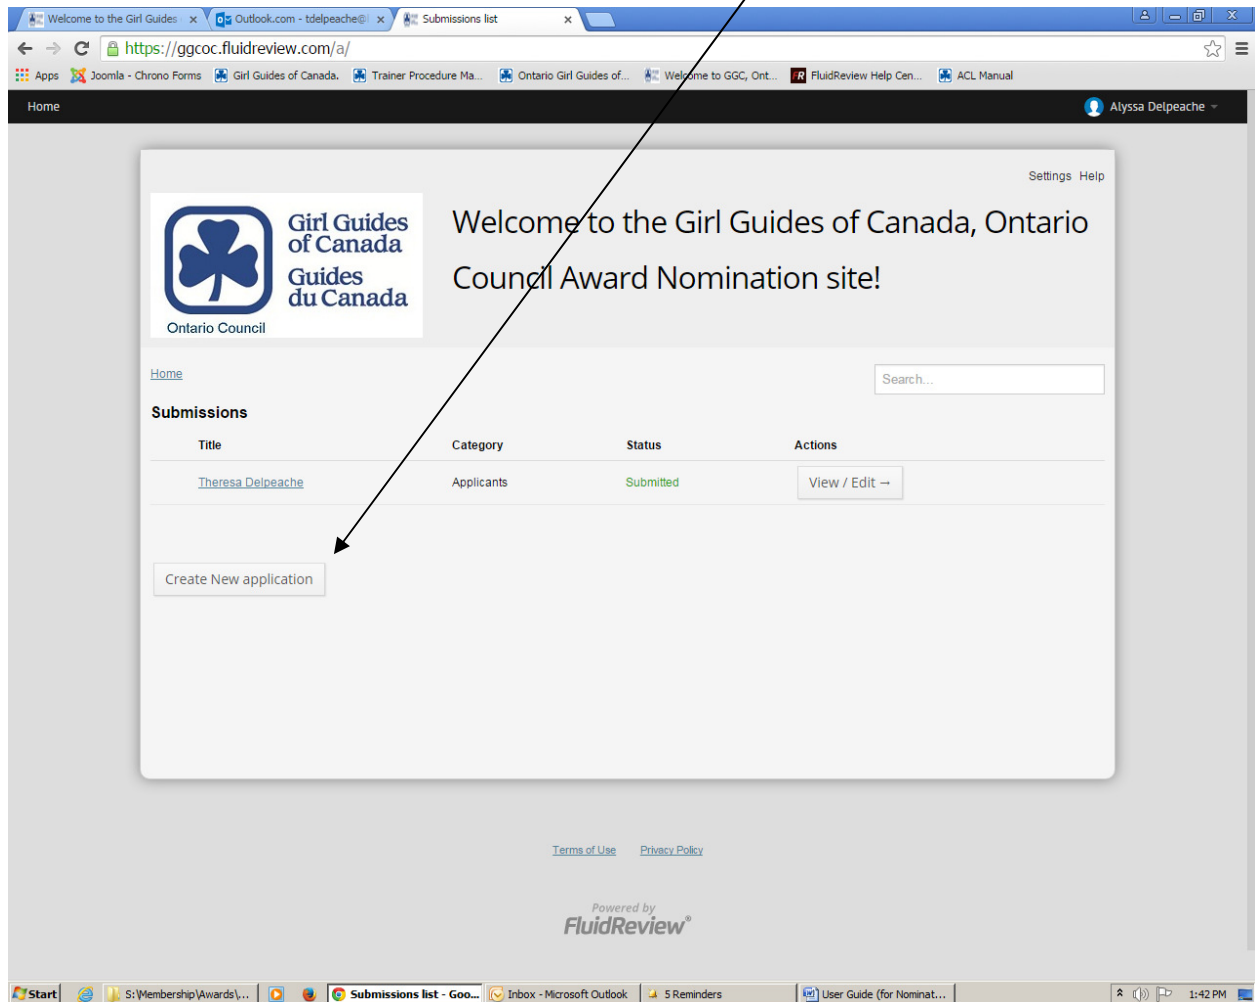 Welcome to the Girl Guides
Outlook.com - tdelpeache@
Submissions list
https://ggcoc.fluidreview.com/a/
Apps Joomla - Chrono Forms Girl Guides of Canada. Trainer Procedure Ma... Ontario Girl Guides of... Welcome to GGC, Ont... FluidReview Help Cen... ACL Manual
Home Alyssa Delpeache
Settings Help
Girl Guides
of Canada
Guides
du Canada
Ontario Council
Welcome to the Girl Guides of Canada, Ontario
Council Award Nomination site!
Home
Search...
Submissions
Title Category Status Actions
Theresa Delpeache Applicants Submitted View / Edit →
Create New application
Terms of Use Privacy Policy
Powered by
FluidReview®
Start S:\Membership\Awards\... Submissions list - Goo... Inbox - Microsoft Outlook 5 Reminders User Guide (for Nominat... 1:42 PM